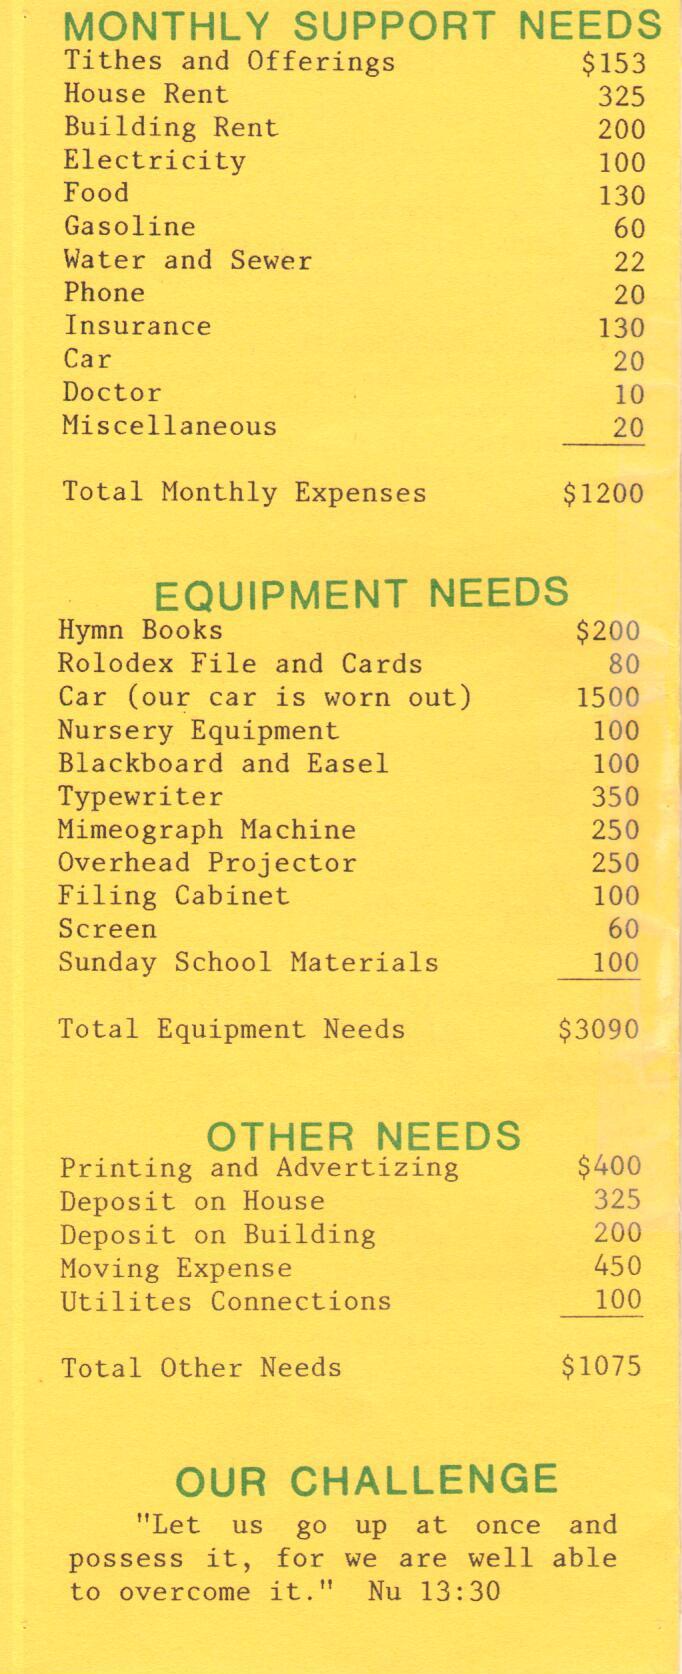 MONTHLY SUPPORT NEEDS
Tithes and Offerings $153
House Rent 325
Building Rent 200
Electricity 100
Food 130
Gasoline 60
Water and Sewer 22
Phone 20
Insurance 130
Car 20
Doctor 10
Miscellaneous 20
Total Monthly Expenses $1200
EQUIPMENT NEEDS
Hymn Books $200
Rolodex File and Cards 80
Car (our car is worn out) 1500
Nursery Equipment 100
Blackboard and Easel 100
Typewriter 350
Mimeograph Machine 250
Overhead Projector 250
Filing Cabinet 100
Screen 60
Sunday School Materials 100
Total Equipment Needs $3090
OTHER NEEDS
Printing and Advertizing $400
Deposit on House 325
Deposit on Building 200
Moving Expense 450
Utilites Connections 100
Total Other Needs $1075
OUR CHALLENGE
"Let us go up at once and
possess it, for we are well able
to overcome it." Nu 13:30